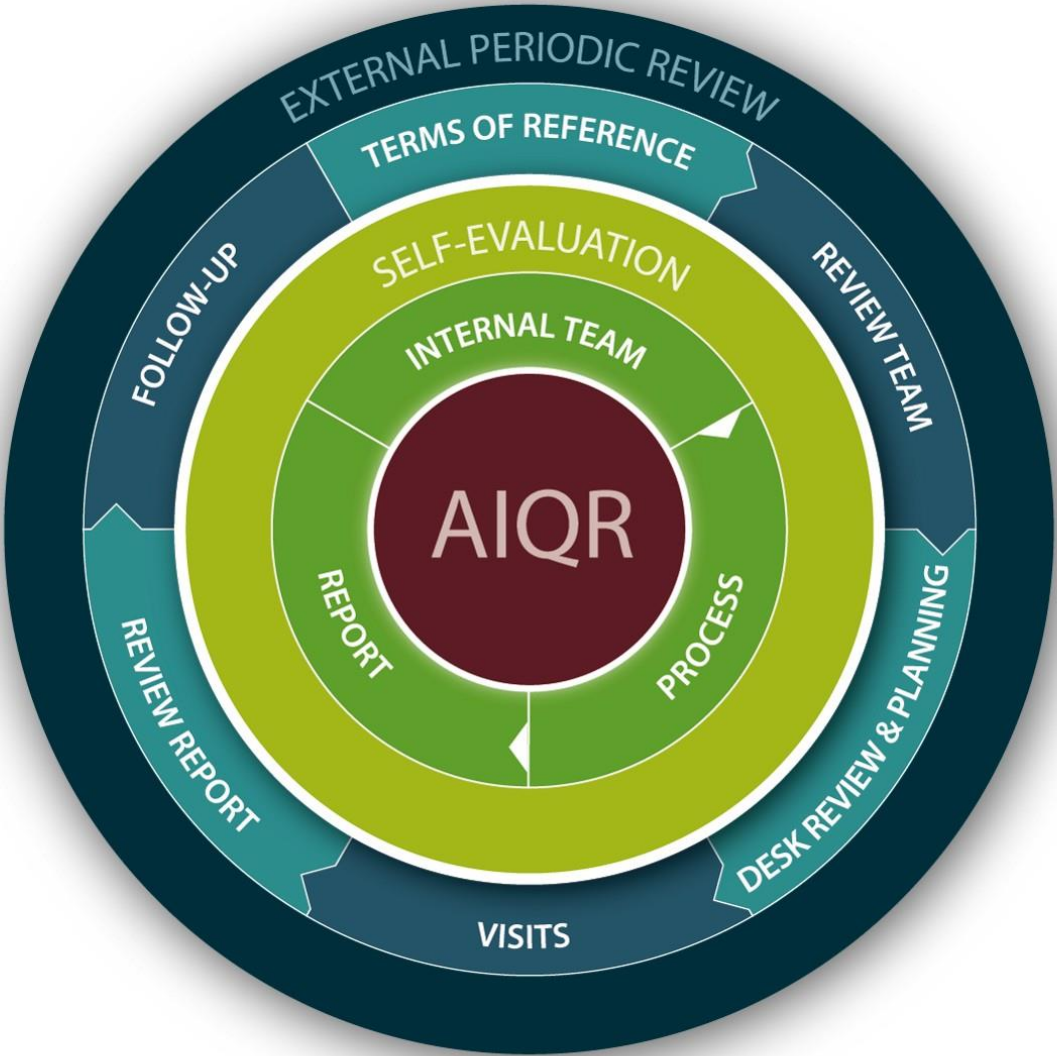 EXTERNAL PERIODIC REVIEW
TERMS OF REFERENCE
REVIEW TEAM
DESK REVIEW & PLANNING
VISITS
REVIEW REPORT
FOLLOW-UP
SELF-EVALUATION
INTERNAL TEAM
PROCESS
REPORT
AIQR